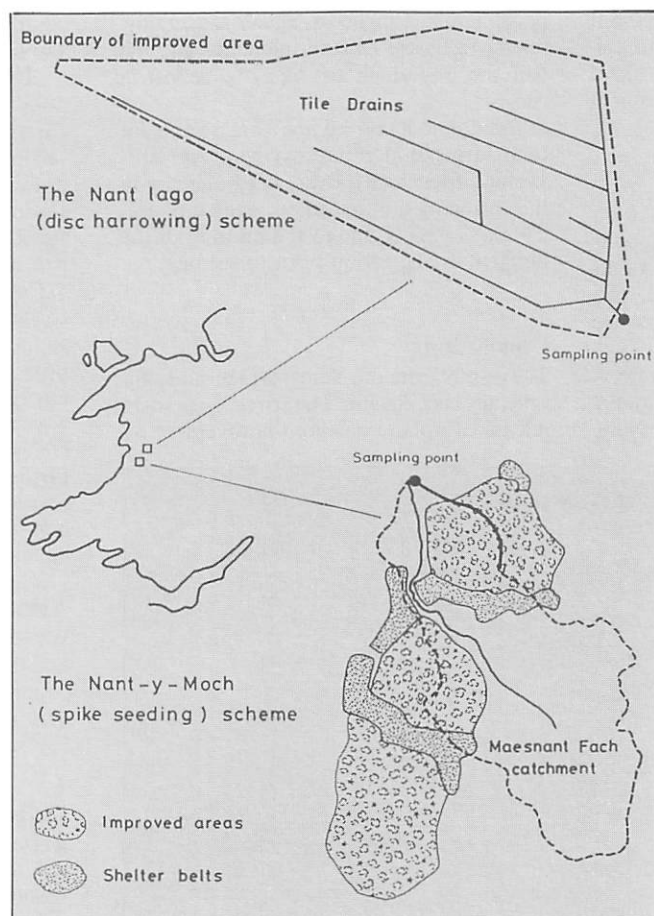 Boundary of improved area
Tile Drains
The Nant Iago
(disc harrowing) scheme
Sampling point
Sampling point
The Nant-y-Moch
(spike seeding) scheme
Maesnant Fach
catchment
Improved areas
Shelter belts